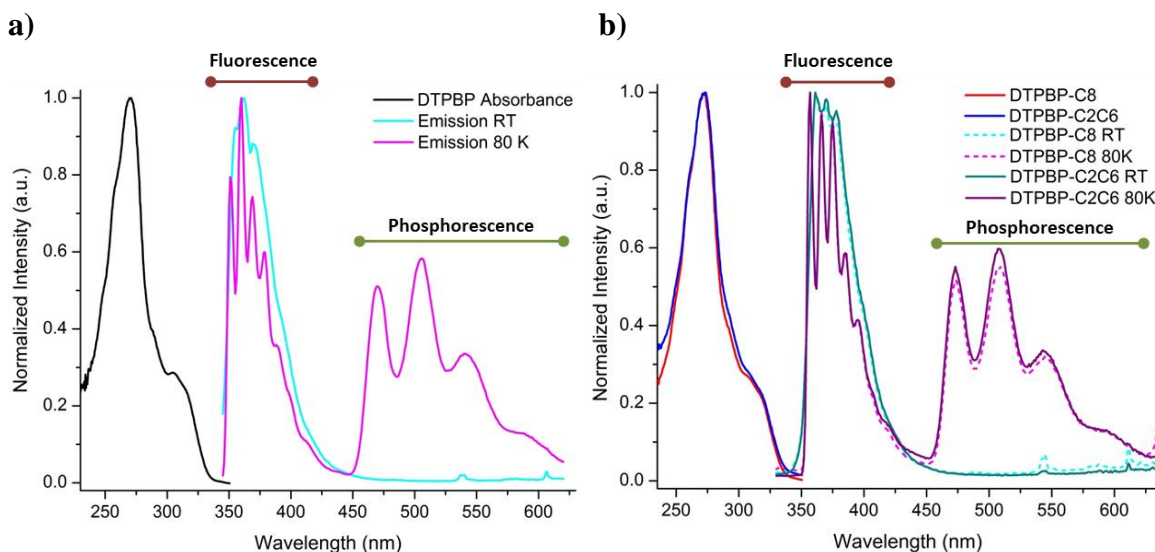 a)
Fluorescence
DTPBP Absorbance
Emission RT
Emission 80 K
Phosphorescence
Normalized Intensity (a.u.)
1.0
0.8
0.6
0.4
0.2
0.0
250 300 350 400 450 500 550 600
Wavelength (nm)
b)
Fluorescence
DTPBP-C8
DTPBP-C2C6
DTPBP-C8 RT
DTPBP-C8 80K
DTPBP-C2C6 RT
DTPBP-C2C6 80K
Phosphorescence
Normalized Intensity (a.u.)
1.0
0.8
0.6
0.4
0.2
0.0
250 300 350 400 450 500 550 600
Wavelength (nm)